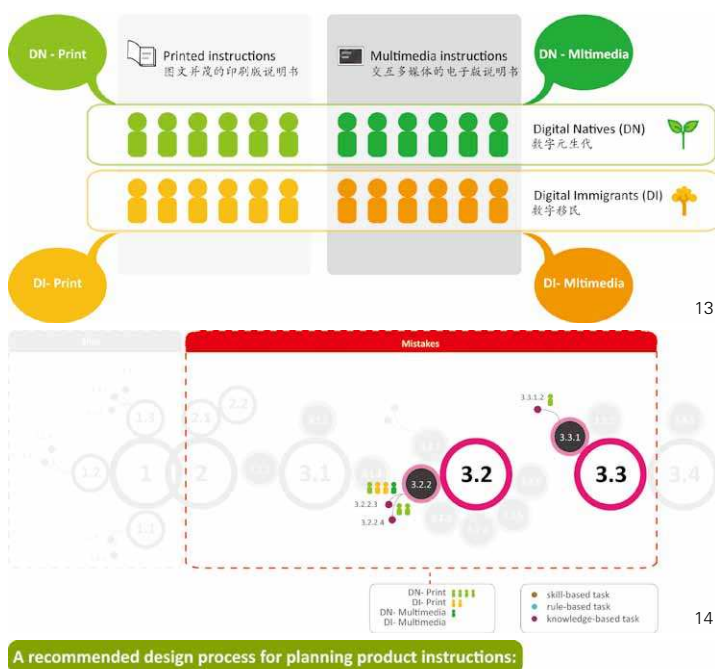 DN - Print
Printed instructions
图文并茂的印刷版说明书
Multimedia instructions
交互多媒体的电子版说明书
DN - Mltimedia
Digital Natives (DN)
数字元生代
Digital Immigrants (DI)
数字移民
DI- Print
DI- Mltimedia
13
Mistakes
3.3.1.2
3.3.1
1.3
2.1
2.2
1.2
1
2
3.1
3.2.2
3.2
3.3
3.4
3.2.2.3
3.2.2.4
1.1
DN- Print
DI- Print
DN- Multimedia
DI- Multimedia
skill-based task
rule-based task
knowledge-based task
14
A recommended design process for planning product instructions: